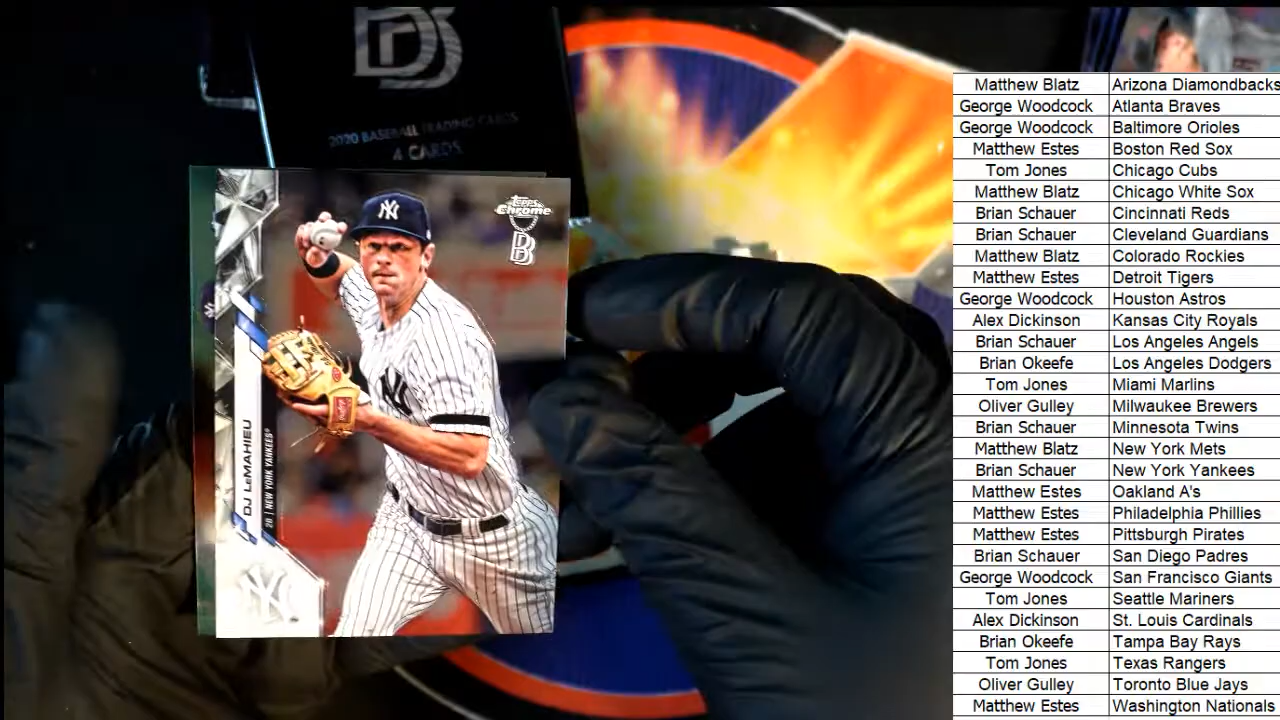 2020 BASEBALL TRADING CARDS
4 CARDS
Topps
Chrome
B
NY
NY
DJ LeMAHIEU
2B | NEW YORK YANKEES®
Rawlings
NY
Matthew Blatz Arizona Diamondbacks
George Woodcock Atlanta Braves
George Woodcock Baltimore Orioles
Matthew Estes Boston Red Sox
Tom Jones Chicago Cubs
Matthew Blatz Chicago White Sox
Brian Schauer Cincinnati Reds
Brian Schauer Cleveland Guardians
Matthew Blatz Colorado Rockies
Matthew Estes Detroit Tigers
George Woodcock Houston Astros
Alex Dickinson Kansas City Royals
Brian Schauer Los Angeles Angels
Brian Okeefe Los Angeles Dodgers
Tom Jones Miami Marlins
Oliver Gulley Milwaukee Brewers
Brian Schauer Minnesota Twins
Matthew Blatz New York Mets
Brian Schauer New York Yankees
Matthew Estes Oakland A's
Matthew Estes Philadelphia Phillies
Matthew Estes Pittsburgh Pirates
Brian Schauer San Diego Padres
George Woodcock San Francisco Giants
Tom Jones Seattle Mariners
Alex Dickinson St. Louis Cardinals
Brian Okeefe Tampa Bay Rays
Tom Jones Texas Rangers
Oliver Gulley Toronto Blue Jays
Matthew Estes Washington Nationals